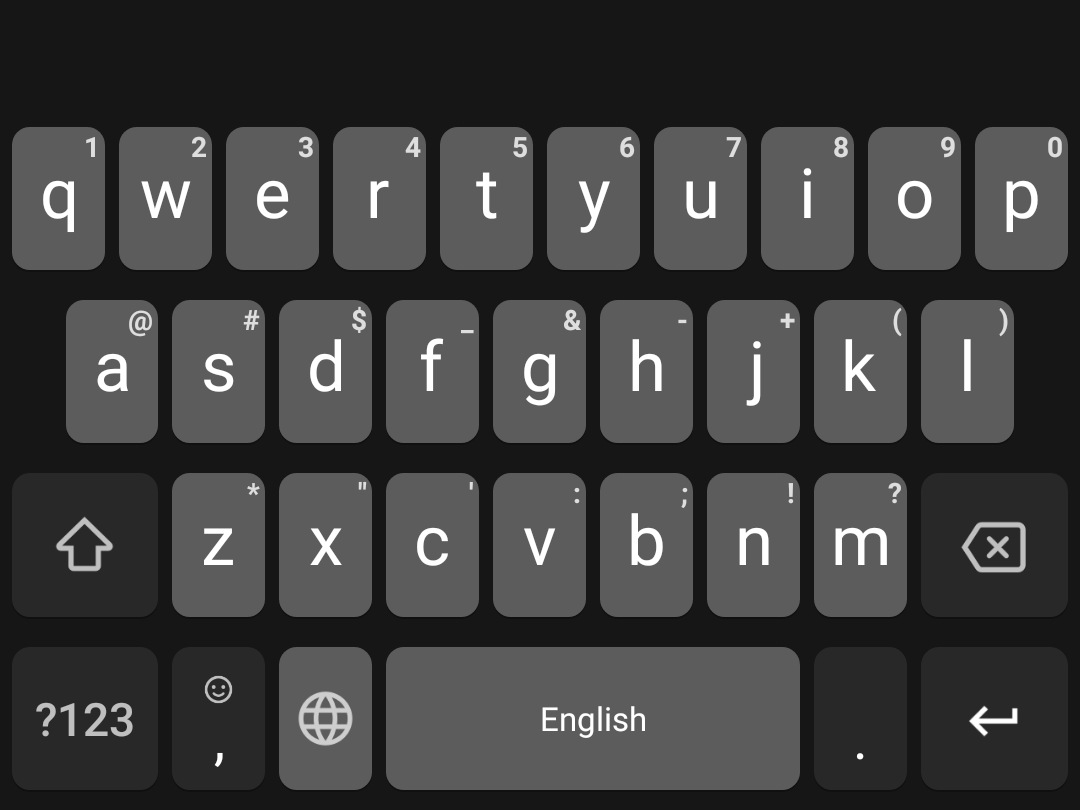 1 2 3 4 5 6 7 8 9 0
q w e r t y u i o p
@ # $ _ & - + ( )
a s d f g h j k l
* " ' : ; ! ?
z x c v b n m
?123 , English .